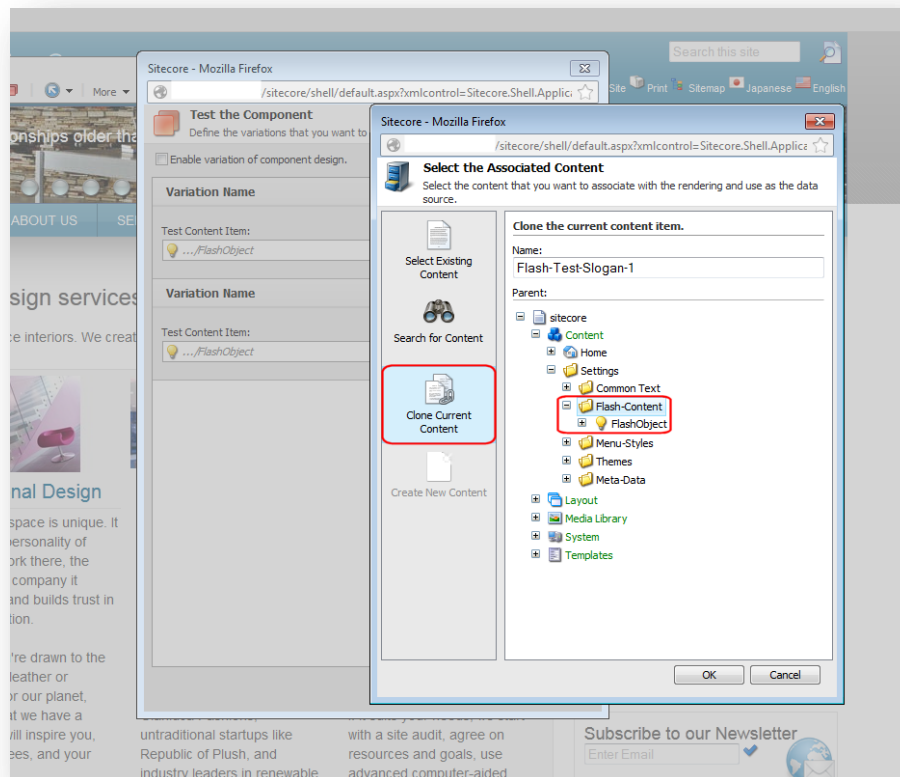 Search this site
Site Print Sitemap Japanese English
More
ABOUT US
Sitecore - Mozilla Firefox
/sitecore/shell/default.aspx?xmlcontrol=Sitecore.Shell.Applica
Test the Component
Define the variations that you want to
Enable variation of component design.
Variation Name
Test Content Item:
.../FlashObject
Variation Name
Test Content Item:
.../FlashObject
Sitecore - Mozilla Firefox
/sitecore/shell/default.aspx?xmlcontrol=Sitecore.Shell.Applica
Select the Associated Content
Select the content that you want to associate with the rendering and use as the data
source.
Select Existing
Content
Search for Content
Clone Current
Content
Create New Content
Clone the current content item.
Name:
Flash-Test-Slogan-1
Parent:
sitecore
Content
Home
Settings
Common Text
Flash-Content
FlashObject
Menu-Styles
Themes
Meta-Data
Layout
Media Library
System
Templates
OK Cancel
onships older tha
sign services
e interiors. We creat
nal Design
space is unique. It
ersonality of
ork there, the
company it
and builds trust in
tion.
're drawn to the
leather or
or our planet,
at we have a
vill inspire you,
ees, and your
untraditional startups like
Republic of Plush, and
industry leaders in renewable
with a site audit, agree on
resources and goals, use
advanced computer-aided
Subscribe to our Newsletter
Enter Email